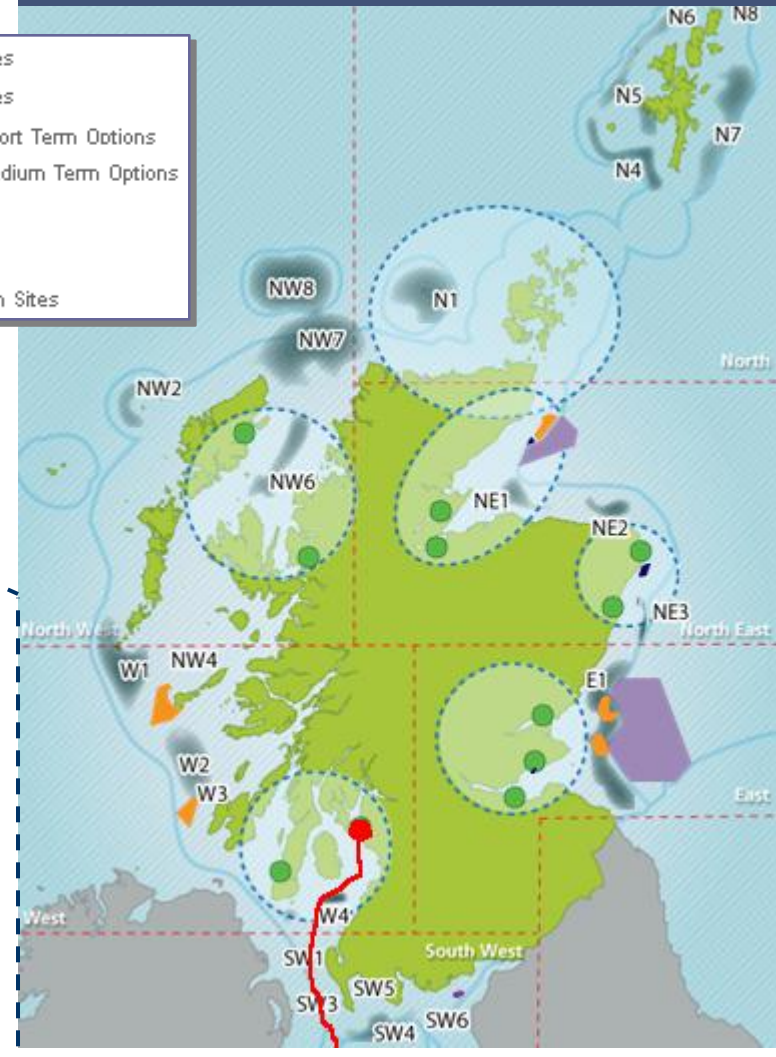 N6 N8
es
es
ort Term Options
dium Term Options
n Sites
N5
N7
N4
NW8
N1
NW7
North
NW2
NW6
NE1
NE2
NE3
North West
North East
W1 NW4
E1
W2
W3
East
W4
West
South West
SW1
SW3 SW5
SW4 SW6